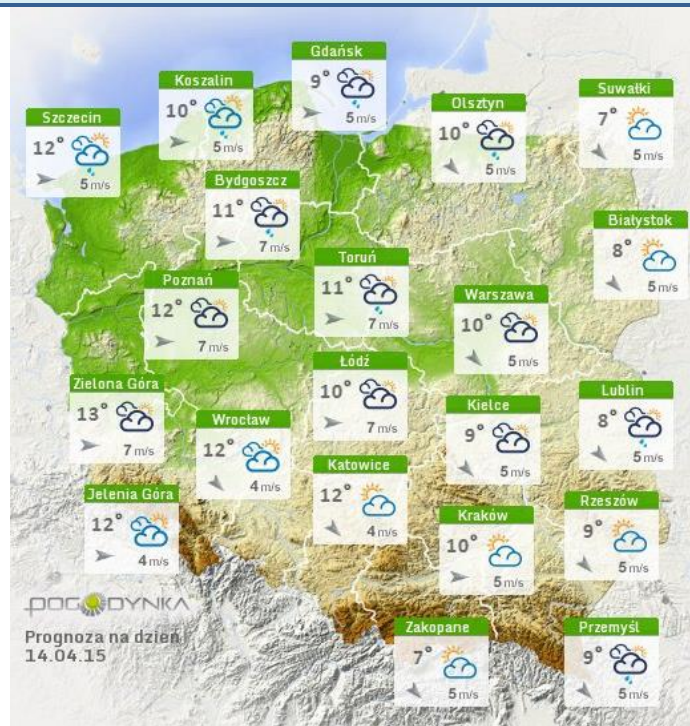 Gdańsk
9°
5 m/s
Koszalin
10°
5 m/s
Suwałki
7°
5 m/s
Olsztyn
10°
5 m/s
Szczecin
12°
5 m/s
Bydgoszcz
11°
7 m/s
Białystok
8°
5 m/s
Toruń
11°
7 m/s
Poznań
12°
7 m/s
Warszawa
10°
5 m/s
Łódź
10°
7 m/s
Zielona Góra
13°
7 m/s
Lublin
8°
5 m/s
Kielce
9°
5 m/s
Wrocław
12°
4 m/s
Katowice
12°
4 m/s
Jelenia Góra
12°
4 m/s
Rzeszów
9°
5 m/s
Kraków
10°
5 m/s
POGODYNKA
Prognoza na dzień
14.04.15
Zakopane
7°
5 m/s
Przemyśl
9°
5 m/s